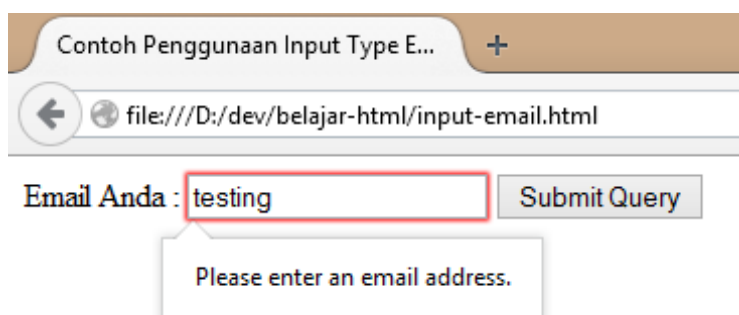 Contoh Penggunaan Input Type E... +
file:///D:/dev/belajar-html/input-email.html
Email Anda : testing Submit Query
Please enter an email address.